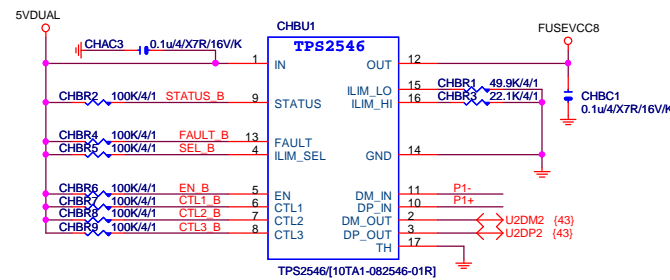 5VDUAL
CHBU1
FUSEVCC8
CHAC3 0.1u/4/X7R/16V/K
TPS2546
1 IN OUT 12
CHBR2 100K/4/1 STATUS_B 9 STATUS
ILIM_LO 15 CHBR1 49.9K/4/1
ILIM_HI 16 CHBR3 22.1K/4/1
CHBC1
0.1u/4/X7R/16V/K
CHBR4 100K/4/1 FAULT_B 13 FAULT
CHBR5 100K/4/1 SEL_B 4 ILIM_SEL GND 14
CHBR6 100K/4/1 EN_B 5 EN DM_IN 11 P1-
CHBR7 100K/4/1 CTL1_B 6 CTL1 DP_IN 10 P1+
CHBR8 100K/4/1 CTL2_B 7 CTL2 DM_OUT 2 U2DM2 {43}
CHBR9 100K/4/1 CTL3_B 8 CTL3 DP_OUT 3 U2DP2 {43}
TH 17
TPS2546/[10TA1-082546-01R]